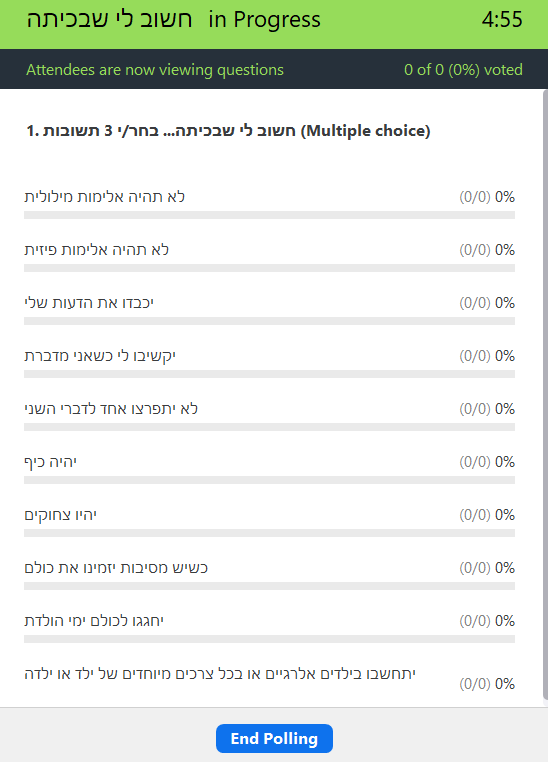 חשוב לי שבכיתה in Progress 4:55
Attendees are now viewing questions 0 of 0 (0%) voted
1. חשוב לי שבכיתה... בחר/י 3 תשובות (Multiple choice)
לא תהיה אלימות מילולית (0/0) 0%
לא תהיה אלימות פיזית (0/0) 0%
יכבדו את הדעות שלי (0/0) 0%
יקשיבו לי כשאני מדברת (0/0) 0%
לא יתפרצו אחד לדברי השני (0/0) 0%
יהיה כיף (0/0) 0%
יהיו צחוקים (0/0) 0%
כשיש מסיבות יזמינו את כולם (0/0) 0%
יחגגו לכולם ימי הולדת (0/0) 0%
יתחשבו בילדים אלרגיים או בכל צרכים מיוחדים של ילד או ילדה (0/0) 0%
End Polling